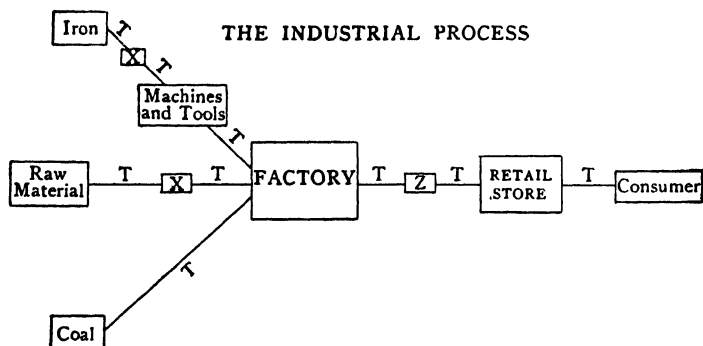 THE INDUSTRIAL PROCESS
Iron
T
X
T
Machines
and Tools
T
Raw
Material
T
X
T
FACTORY
T
Z
T
RETAIL
.STORE
T
Consumer
T
Coal